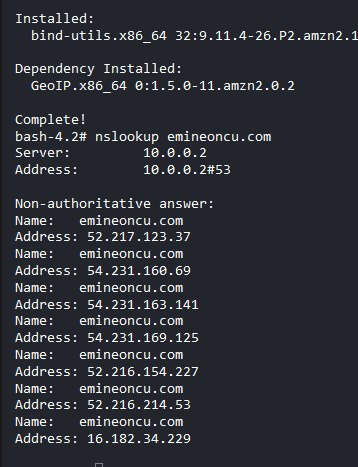 Installed:
  bind-utils.x86_64 32:9.11.4-26.P2.amzn2.1

Dependency Installed:
  GeoIP.x86_64 0:1.5.0-11.amzn2.0.2

Complete!
bash-4.2# nslookup emineoncu.com
Server:         10.0.0.2
Address:        10.0.0.2#53

Non-authoritative answer:
Name:   emineoncu.com
Address: 52.217.123.37
Name:   emineoncu.com
Address: 54.231.160.69
Name:   emineoncu.com
Address: 54.231.163.141
Name:   emineoncu.com
Address: 54.231.169.125
Name:   emineoncu.com
Address: 52.216.154.227
Name:   emineoncu.com
Address: 52.216.214.53
Name:   emineoncu.com
Address: 16.182.34.229